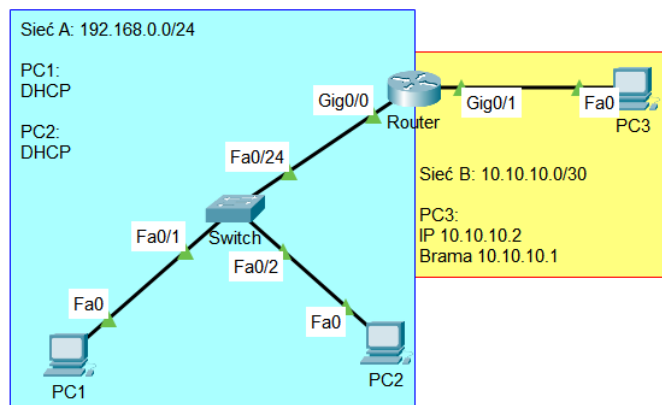 Sieć A: 192.168.0.0/24
PC1:
DHCP
PC2:
DHCP
Gig0/0
Router
Gig0/1
Fa0
PC3
Fa0/24
Sieć B: 10.10.10.0/30
PC3:
IP 10.10.10.2
Brama 10.10.10.1
Switch
Fa0/1
Fa0/2
Fa0
Fa0
PC1
PC2